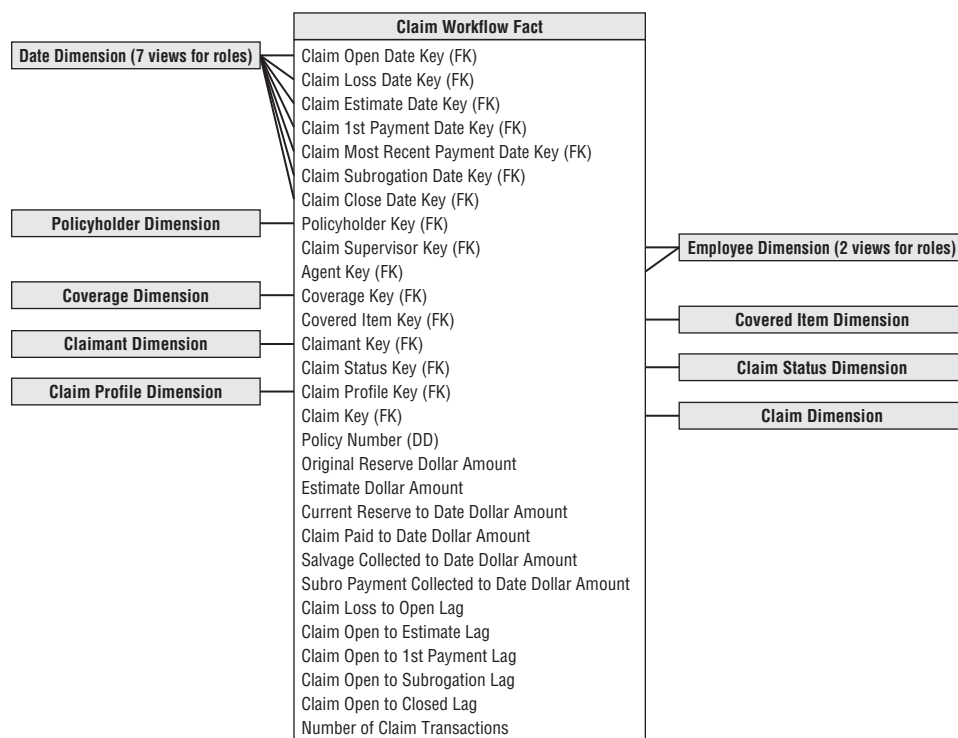 Claim Workflow Fact
Date Dimension (7 views for roles)
Claim Open Date Key (FK)
Claim Loss Date Key (FK)
Claim Estimate Date Key (FK)
Claim 1st Payment Date Key (FK)
Claim Most Recent Payment Date Key (FK)
Claim Subrogation Date Key (FK)
Claim Close Date Key (FK)
Policyholder Dimension
Policyholder Key (FK)
Claim Supervisor Key (FK)
Employee Dimension (2 views for roles)
Agent Key (FK)
Coverage Dimension
Coverage Key (FK)
Covered Item Key (FK)
Covered Item Dimension
Claimant Dimension
Claimant Key (FK)
Claim Status Key (FK)
Claim Status Dimension
Claim Profile Dimension
Claim Profile Key (FK)
Claim Key (FK)
Claim Dimension
Policy Number (DD)
Original Reserve Dollar Amount
Estimate Dollar Amount
Current Reserve to Date Dollar Amount
Claim Paid to Date Dollar Amount
Salvage Collected to Date Dollar Amount
Subro Payment Collected to Date Dollar Amount
Claim Loss to Open Lag
Claim Open to Estimate Lag
Claim Open to 1st Payment Lag
Claim Open to Subrogation Lag
Claim Open to Closed Lag
Number of Claim Transactions